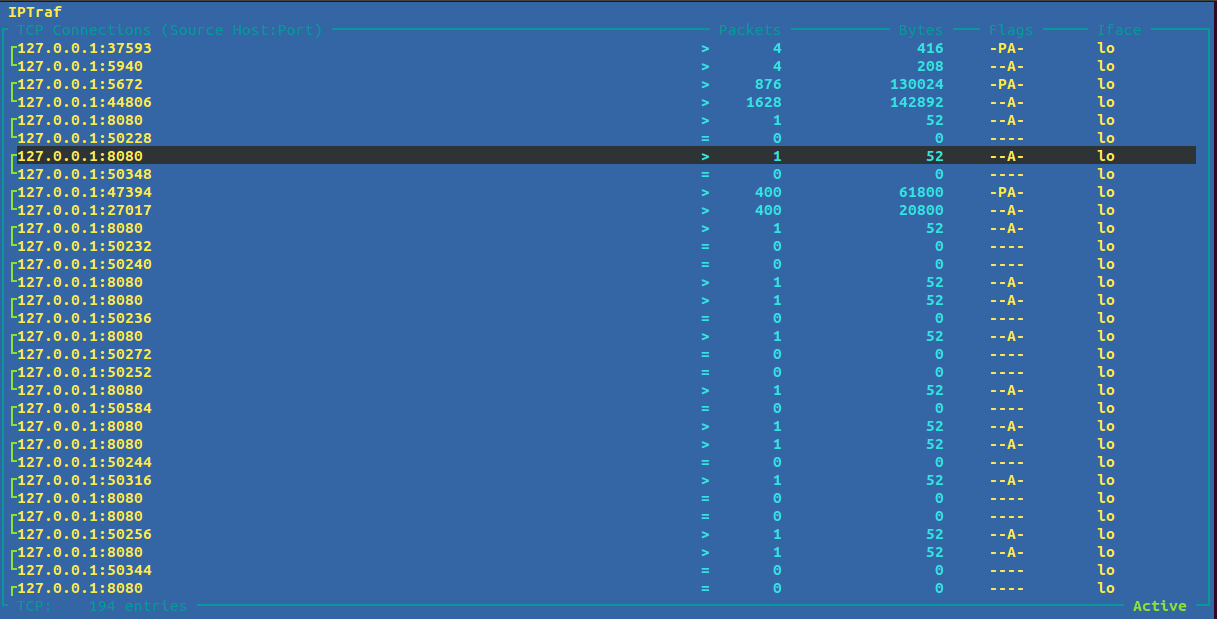 IPTraf
TCP Connections (Source Host:Port) Packets Bytes Flags Iface
127.0.0.1:37593 > 4 416 -PA- lo
127.0.0.1:5940 > 4 208 --A- lo
127.0.0.1:5672 > 876 130024 -PA- lo
127.0.0.1:44806 > 1628 142892 --A- lo
127.0.0.1:8080 > 1 52 --A- lo
127.0.0.1:50228 = 0 0 ---- lo
127.0.0.1:8080 > 1 52 --A- lo
127.0.0.1:50348 = 0 0 ---- lo
127.0.0.1:47394 > 400 61800 -PA- lo
127.0.0.1:27017 > 400 20800 --A- lo
127.0.0.1:8080 > 1 52 --A- lo
127.0.0.1:50232 = 0 0 ---- lo
127.0.0.1:50240 = 0 0 ---- lo
127.0.0.1:8080 > 1 52 --A- lo
127.0.0.1:8080 > 1 52 --A- lo
127.0.0.1:50236 = 0 0 ---- lo
127.0.0.1:8080 > 1 52 --A- lo
127.0.0.1:50272 = 0 0 ---- lo
127.0.0.1:50252 = 0 0 ---- lo
127.0.0.1:8080 > 1 52 --A- lo
127.0.0.1:50584 = 0 0 ---- lo
127.0.0.1:8080 > 1 52 --A- lo
127.0.0.1:8080 > 1 52 --A- lo
127.0.0.1:50244 = 0 0 ---- lo
127.0.0.1:50316 > 1 52 --A- lo
127.0.0.1:8080 = 0 0 ---- lo
127.0.0.1:8080 = 0 0 ---- lo
127.0.0.1:50256 > 1 52 --A- lo
127.0.0.1:8080 > 1 52 --A- lo
127.0.0.1:50344 = 0 0 ---- lo
127.0.0.1:8080 = 0 0 ---- lo
TCP: 194 entries Active